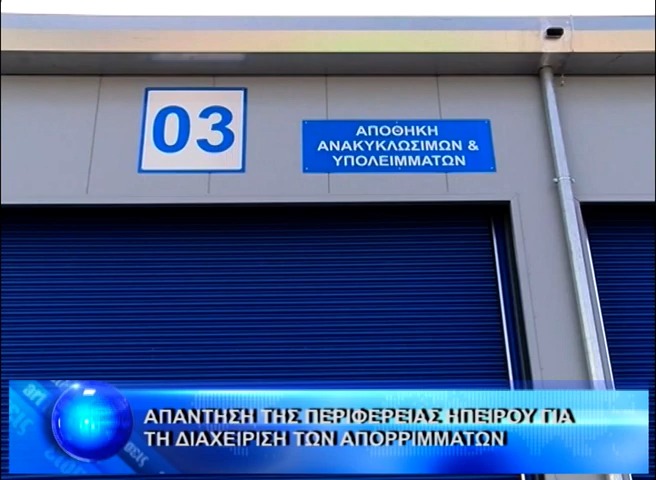 03
ΑΠΟΘΗΚΗ
ΑΝΑΚΥΚΛΩΣΙΜΩΝ &
ΥΠΟΛΕΙΜΜΑΤΩΝ
ΑΠΑΝΤΗΣΗ ΤΗΣ ΠΕΡΙΦΕΡΕΙΑΣ ΗΠΕΙΡΟΥ ΓΙΑ
ΤΗ ΔΙΑΧΕΙΡΙΣΗ ΤΩΝ ΑΠΟΡΡΙΜΜΑΤΩΝ